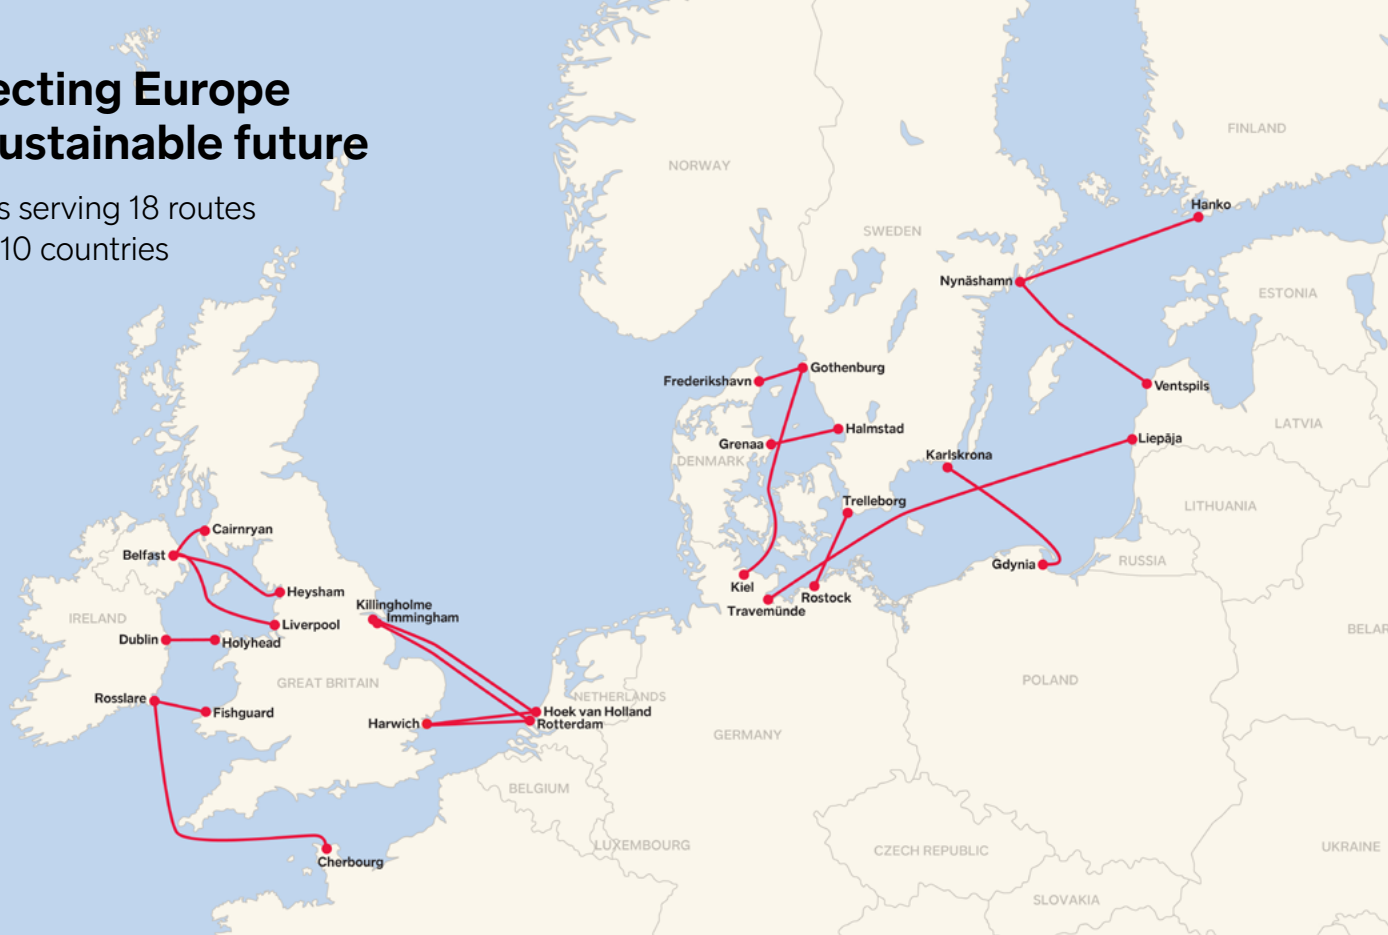 ecting Europe
ustainable future
s serving 18 routes
10 countries
FINLAND
NORWAY
Hanko
SWEDEN
Nynäshamn
ESTONIA
Gothenburg
Frederikshavn
Ventspils
Halmstad
LATVIA
Grenaa
Liepāja
DENMARK
Karlskrona
Trelleborg
LITHUANIA
Cairnryan
Belfast
RUSSIA
Gdynia
Kiel
Heysham
Rostock
Killingholme
Travemünde
Immingham
IRELAND
Liverpool
BELAR
Dublin
Holyhead
GREAT BRITAIN
POLAND
NETHERLANDS
Rosslare
Fishguard
Hoek van Holland
Harwich
Rotterdam
GERMANY
BELGIUM
LUXEMBOURG
UKRAINE
CZECH REPUBLIC
Cherbourg
SLOVAKIA